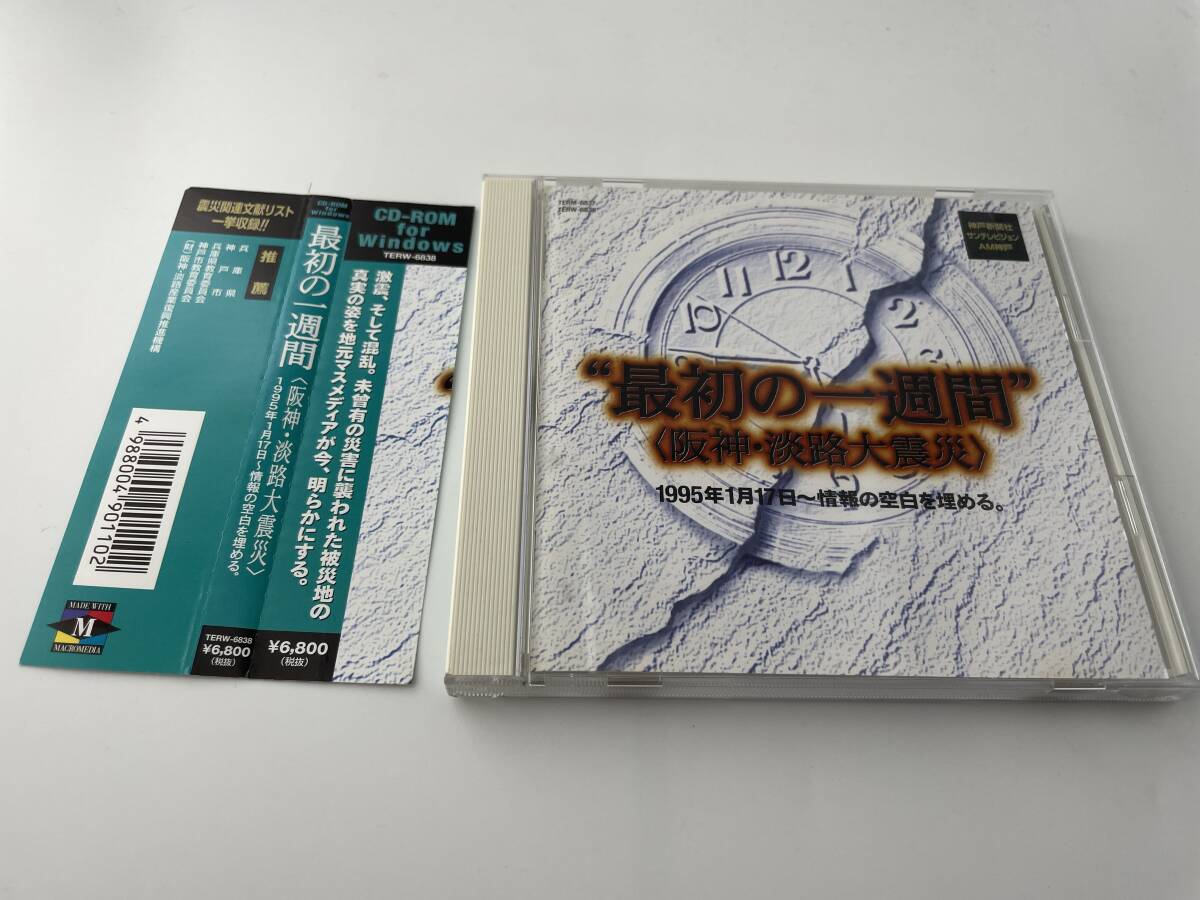 震災関連文献リスト
一挙収録!!
推薦
兵庫県
神戸市
兵庫県教育委員会
神戸市教育委員会
(財)阪神・淡路産業復興推進機構
4 988004 901102
MADE WITH
M
MACROMEDIA
CD-ROM
for
Windows
最初の一週間
〈阪神・淡路大震災〉
1995年1月17日〜情報の空白を埋める。
TERW-6838
¥6,800
(税抜)
CD-ROM
for
Windows
TERW-6838
激震、そして混乱。未曾有の災害に襲われた被災地の
真実の姿を地元マスメディアが今、明らかにする。
¥6,800
(税抜)
TERM-6837
TERW-6838
神戸新聞社
サンテレビジョン
AM神戸
12
11
10
2
“最初の一週間”
〈阪神・淡路大震災〉
1995年1月17日〜情報の空白を埋める。